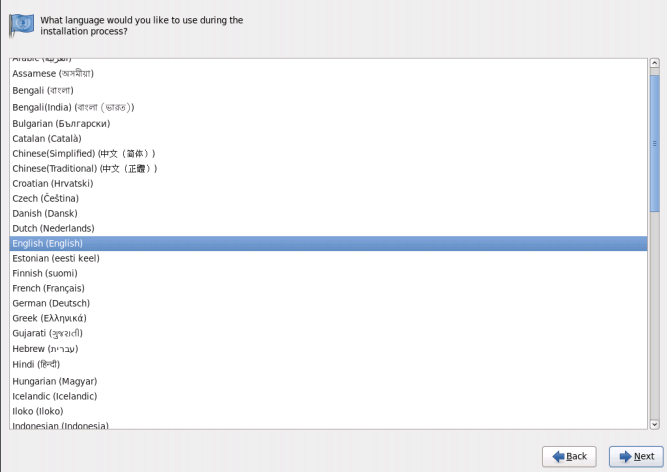 What language would you like to use during the
installation process?
Arabic (العربية)
Assamese (অসমীয়া)
Bengali (বাংলা)
Bengali(India) (বাংলা (ভারত))
Bulgarian (Български)
Catalan (Català)
Chinese(Simplified) (中文（简体）)
Chinese(Traditional) (中文（正體）)
Croatian (Hrvatski)
Czech (Čeština)
Danish (Dansk)
Dutch (Nederlands)
English (English)
Estonian (eesti keel)
Finnish (suomi)
French (Français)
German (Deutsch)
Greek (Ελληνικά)
Gujarati (ગુજરાતી)
Hebrew (עברית)
Hindi (हिन्दी)
Hungarian (Magyar)
Icelandic (Icelandic)
Iloko (Iloko)
Indonesian (Indonesia)
Back
Next